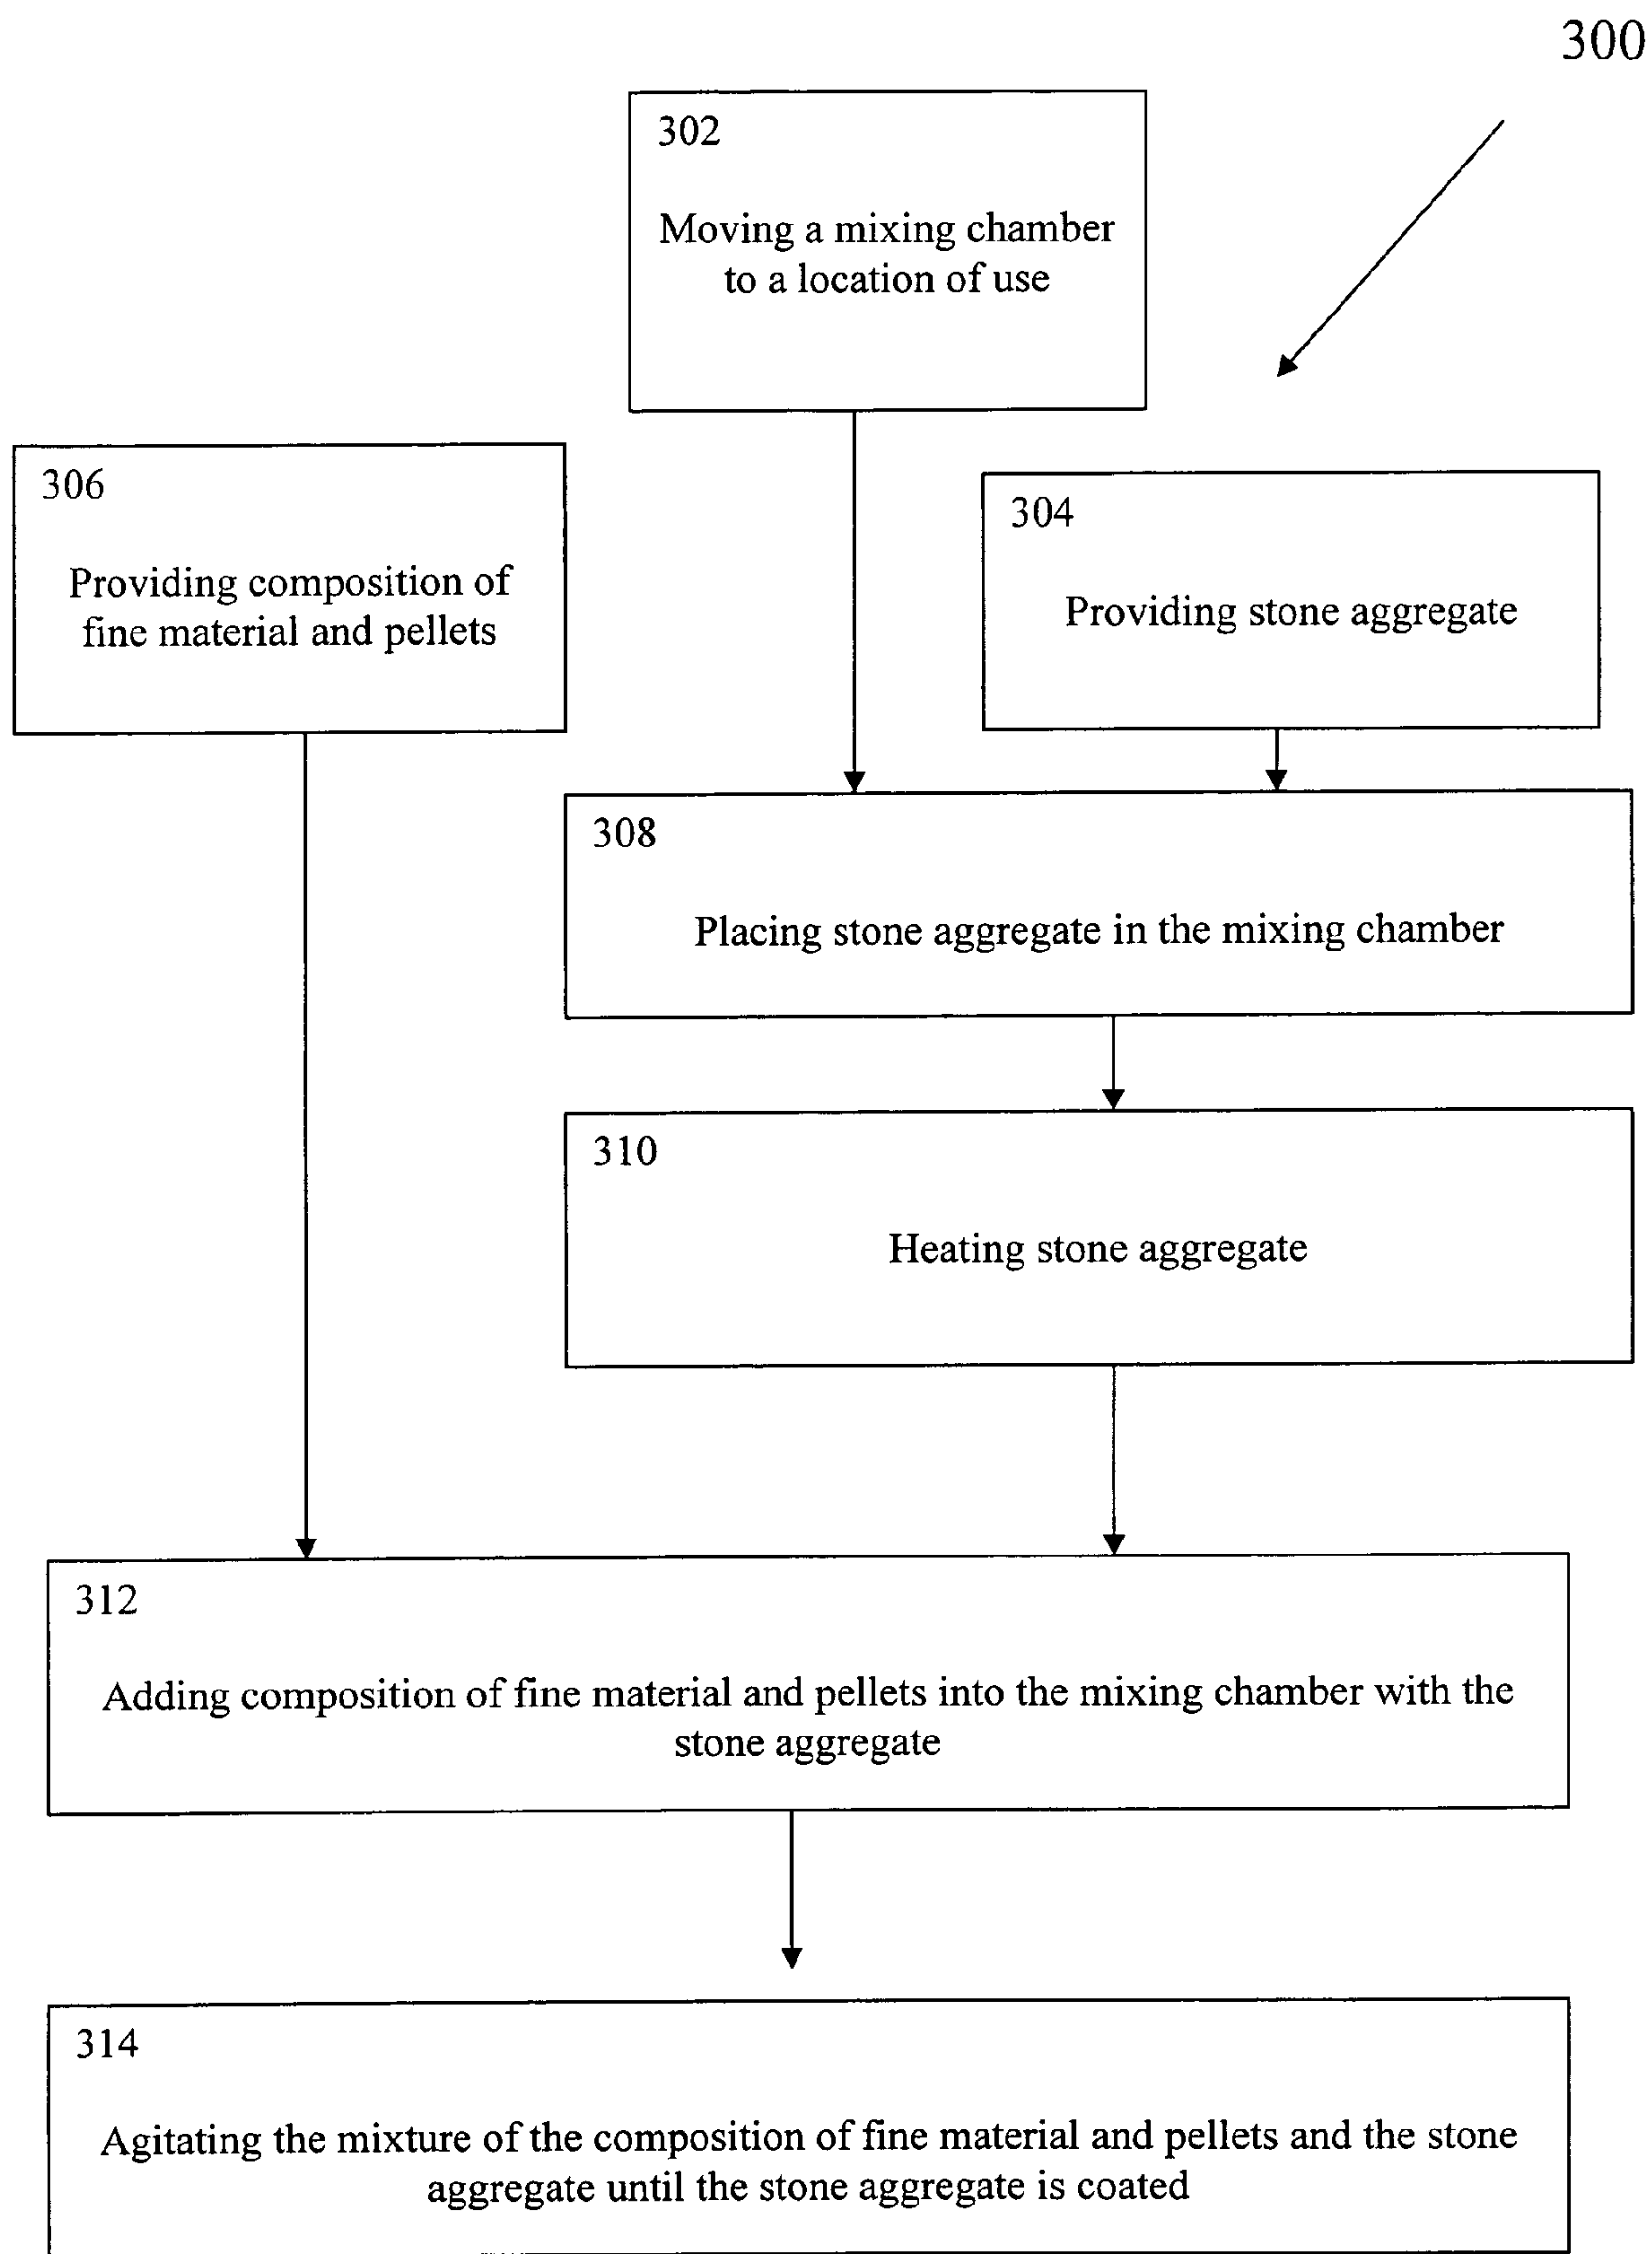 300
302
Moving a mixing chamber
to a location of use
306
Providing composition of
fine material and pellets
304
Providing stone aggregate
308
Placing stone aggregate in the mixing chamber
310
Heating stone aggregate
312
Adding composition of fine material and pellets into the mixing chamber with the
stone aggregate
314
Agitating the mixture of the composition of fine material and pellets and the stone
aggregate until the stone aggregate is coated